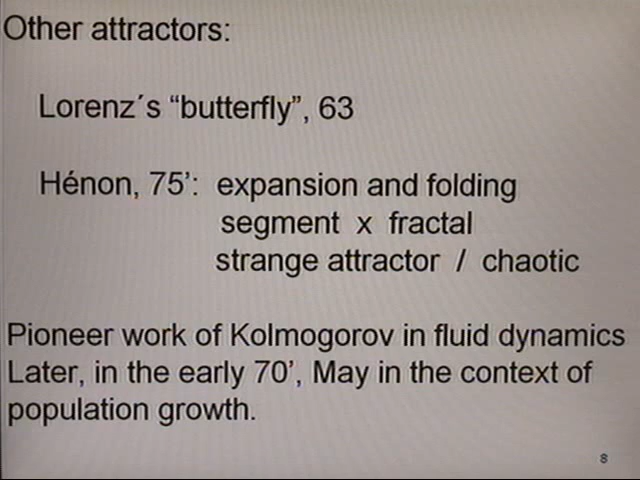 Other attractors:
Lorenz´s “butterfly”, 63
Hénon, 75’: expansion and folding
segment x fractal
strange attractor / chaotic
Pioneer work of Kolmogorov in fluid dynamics
Later, in the early 70’, May in the context of
population growth.
8